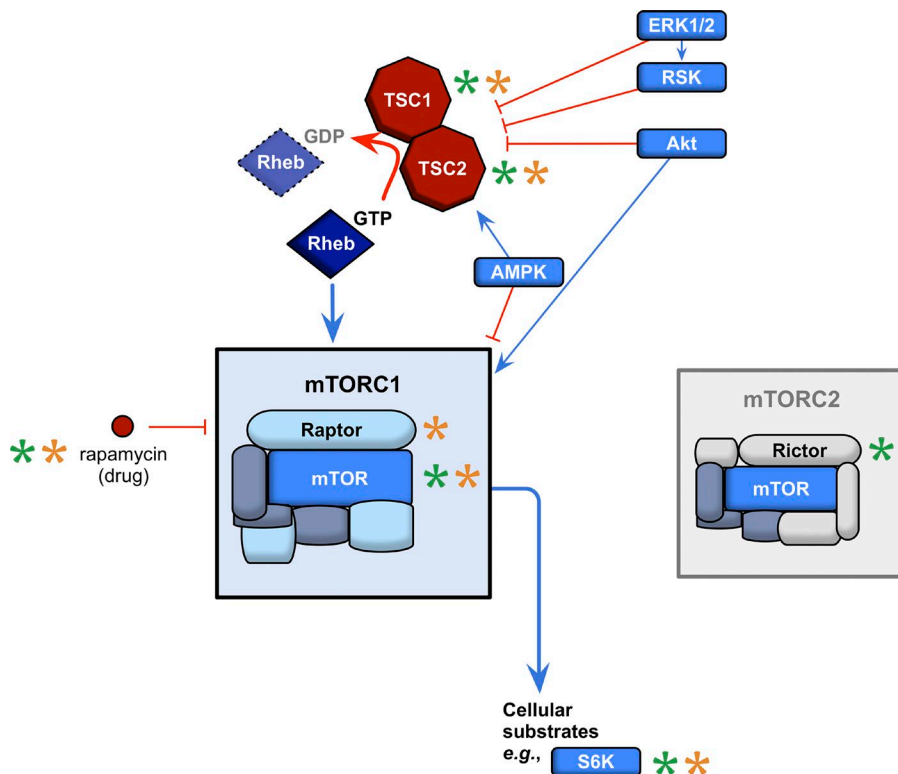 ERK1/2
RSK
Akt
TSC1
TSC2
GDP
Rheb
GTP
Rheb
AMPK
mTORC1
Raptor
mTOR
rapamycin
(drug)
mTORC2
Rictor
mTOR
Cellular
substrates
e.g., S6K